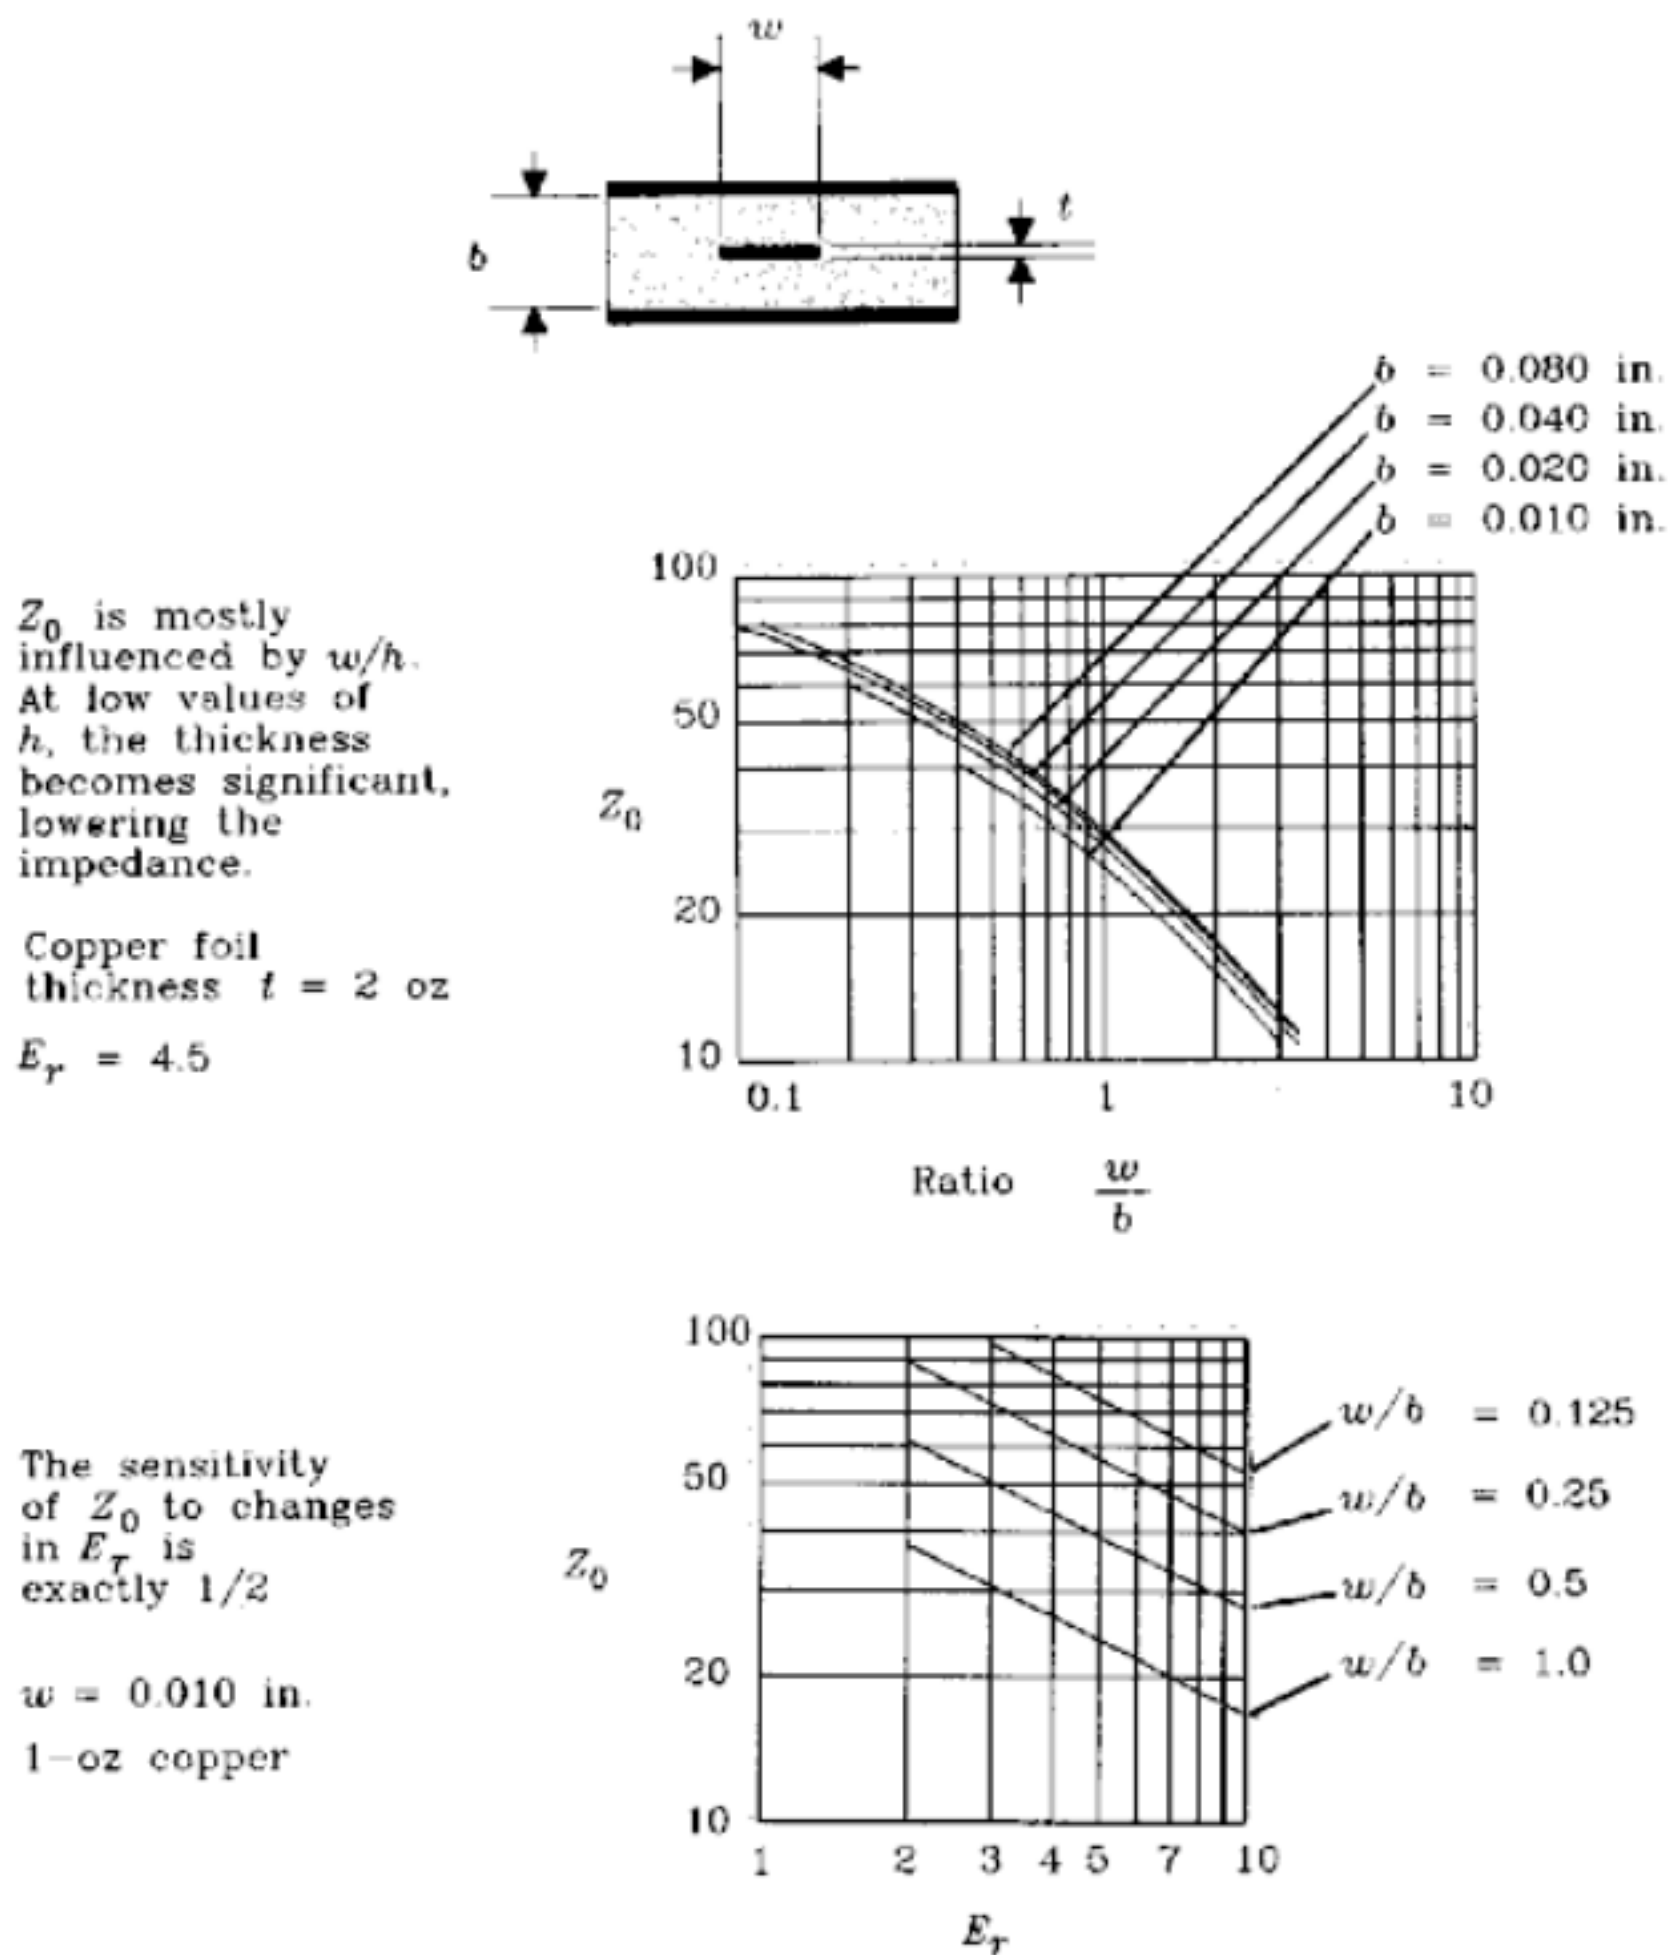 w
t
b
b = 0.080 in.
b = 0.040 in.
b = 0.020 in.
b = 0.010 in.
Z0 is mostly
influenced by w/h.
At low values of
h, the thickness
becomes significant,
lowering the
impedance.
Copper foil
thickness t = 2 oz
Er = 4.5
100
50
Z0
20
10
0.1 1 10
Ratio w
b
The sensitivity
of Z0 to changes
in Er is
exactly 1/2
w = 0.010 in.
1-oz copper
100
50
Z0
20
10
w/b = 0.125
w/b = 0.25
w/b = 0.5
w/b = 1.0
1 2 3 4 5 7 10
Er